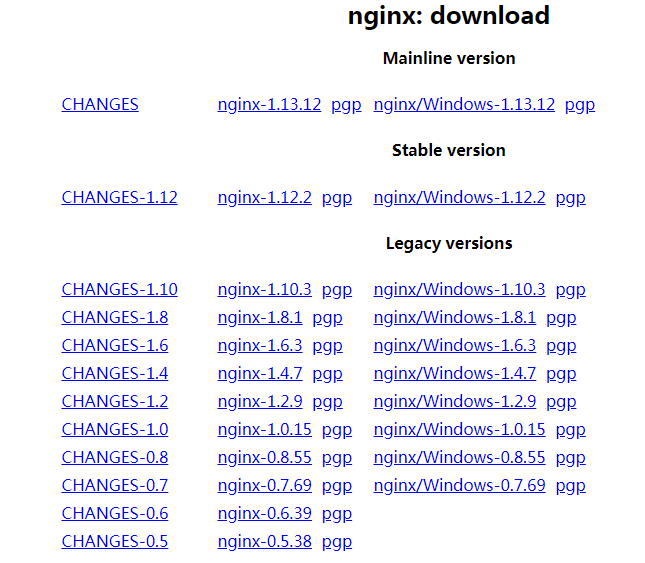 nginx: download
Mainline version
CHANGES nginx-1.13.12 pgp nginx/Windows-1.13.12 pgp
Stable version
CHANGES-1.12 nginx-1.12.2 pgp nginx/Windows-1.12.2 pgp
Legacy versions
CHANGES-1.10 nginx-1.10.3 pgp nginx/Windows-1.10.3 pgp
CHANGES-1.8 nginx-1.8.1 pgp nginx/Windows-1.8.1 pgp
CHANGES-1.6 nginx-1.6.3 pgp nginx/Windows-1.6.3 pgp
CHANGES-1.4 nginx-1.4.7 pgp nginx/Windows-1.4.7 pgp
CHANGES-1.2 nginx-1.2.9 pgp nginx/Windows-1.2.9 pgp
CHANGES-1.0 nginx-1.0.15 pgp nginx/Windows-1.0.15 pgp
CHANGES-0.8 nginx-0.8.55 pgp nginx/Windows-0.8.55 pgp
CHANGES-0.7 nginx-0.7.69 pgp nginx/Windows-0.7.69 pgp
CHANGES-0.6 nginx-0.6.39 pgp
CHANGES-0.5 nginx-0.5.38 pgp